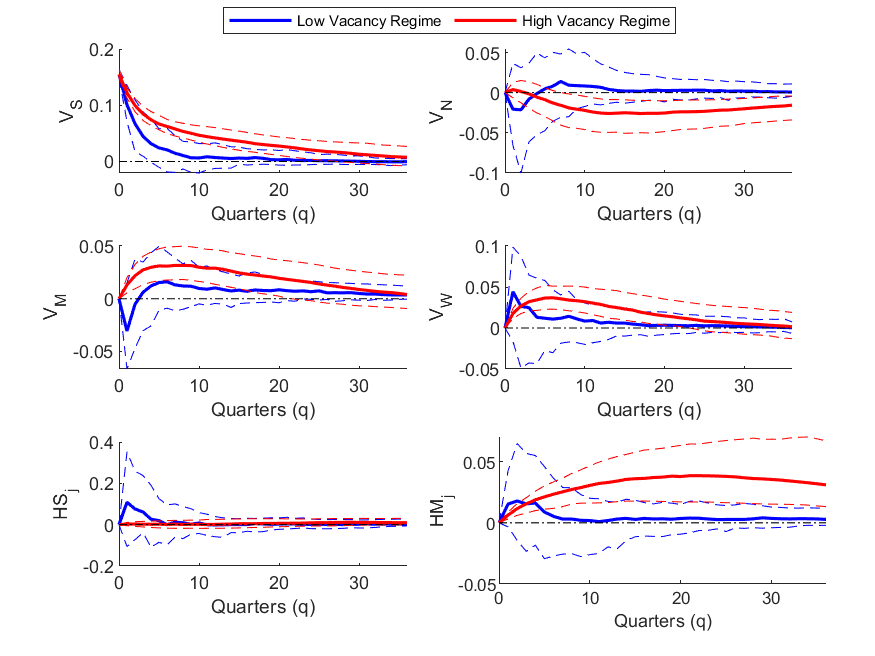 Low Vacancy Regime High Vacancy Regime
V_S
0.2
0.1
0
0 10 20 30
Quarters (q)
V_N
0.05
0
-0.05
-0.1
0 10 20 30
Quarters (q)
V_M
0.05
0
-0.05
0 10 20 30
Quarters (q)
V_W
0.1
0.05
0
-0.05
0 10 20 30
Quarters (q)
HS_j
0.4
0.2
0
-0.2
0 10 20 30
Quarters (q)
HM_j
0.05
0
-0.05
0 10 20 30
Quarters (q)